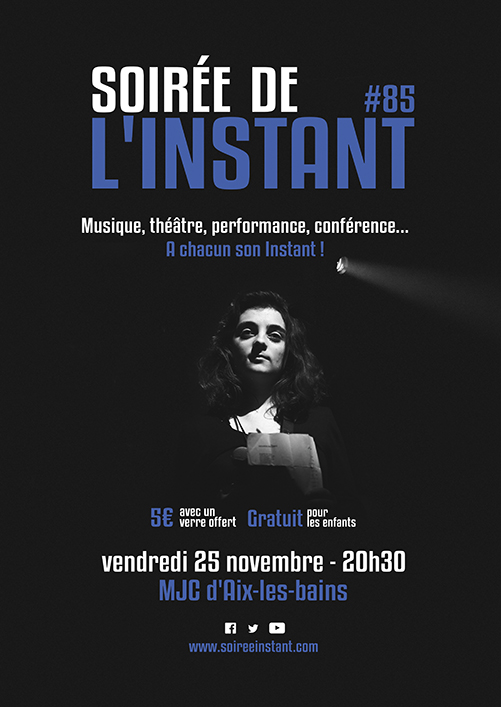 SOIRÉE DE
#85
L'INSTANT
Musique, théâtre, performance, conférence...
A chacun son Instant !
5€ avec un verre offert Gratuit pour les enfants
vendredi 25 novembre - 20h30
MJC d'Aix-les-bains
www.soireeinstant.com